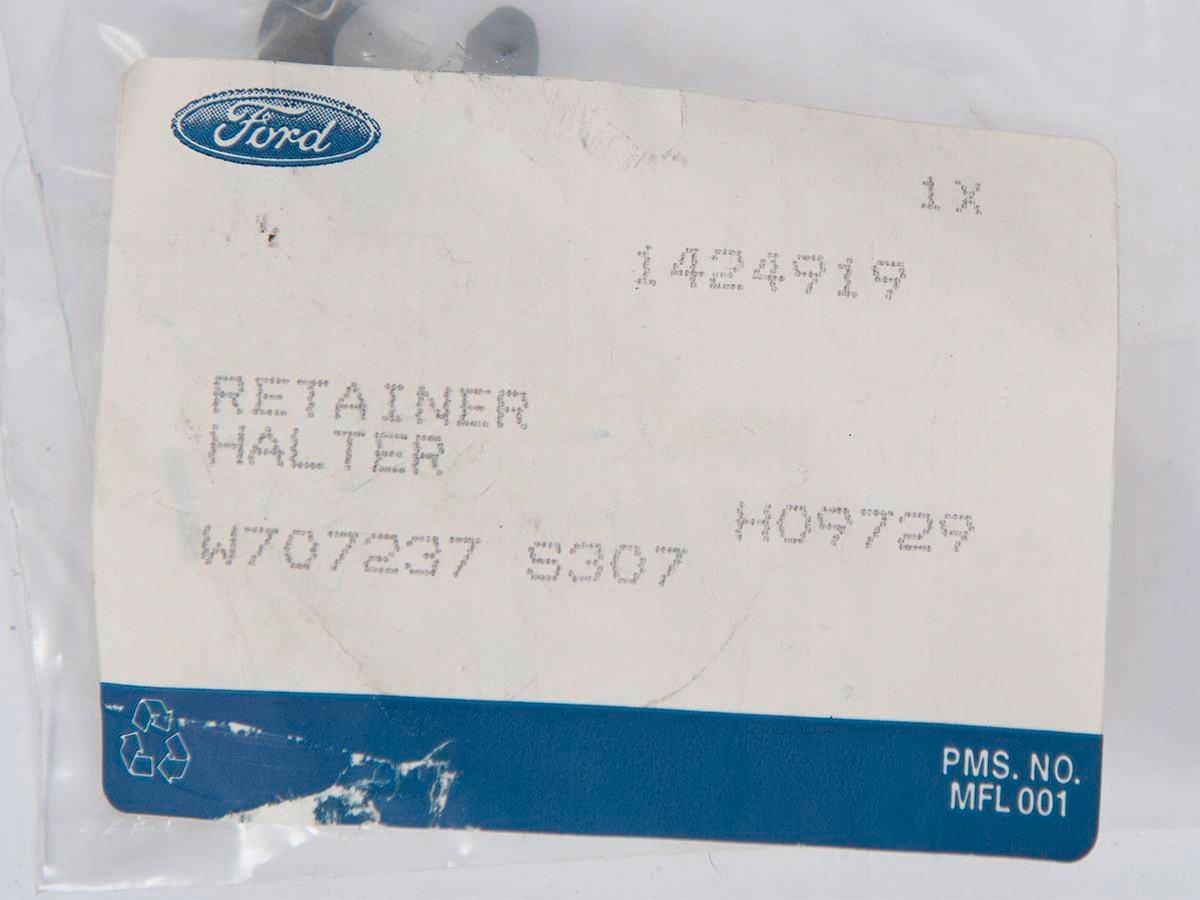 Ford
1X
1424919
RETAINER
HALTER
H09729
W707237 S307
PMS. NO.
MFL 001